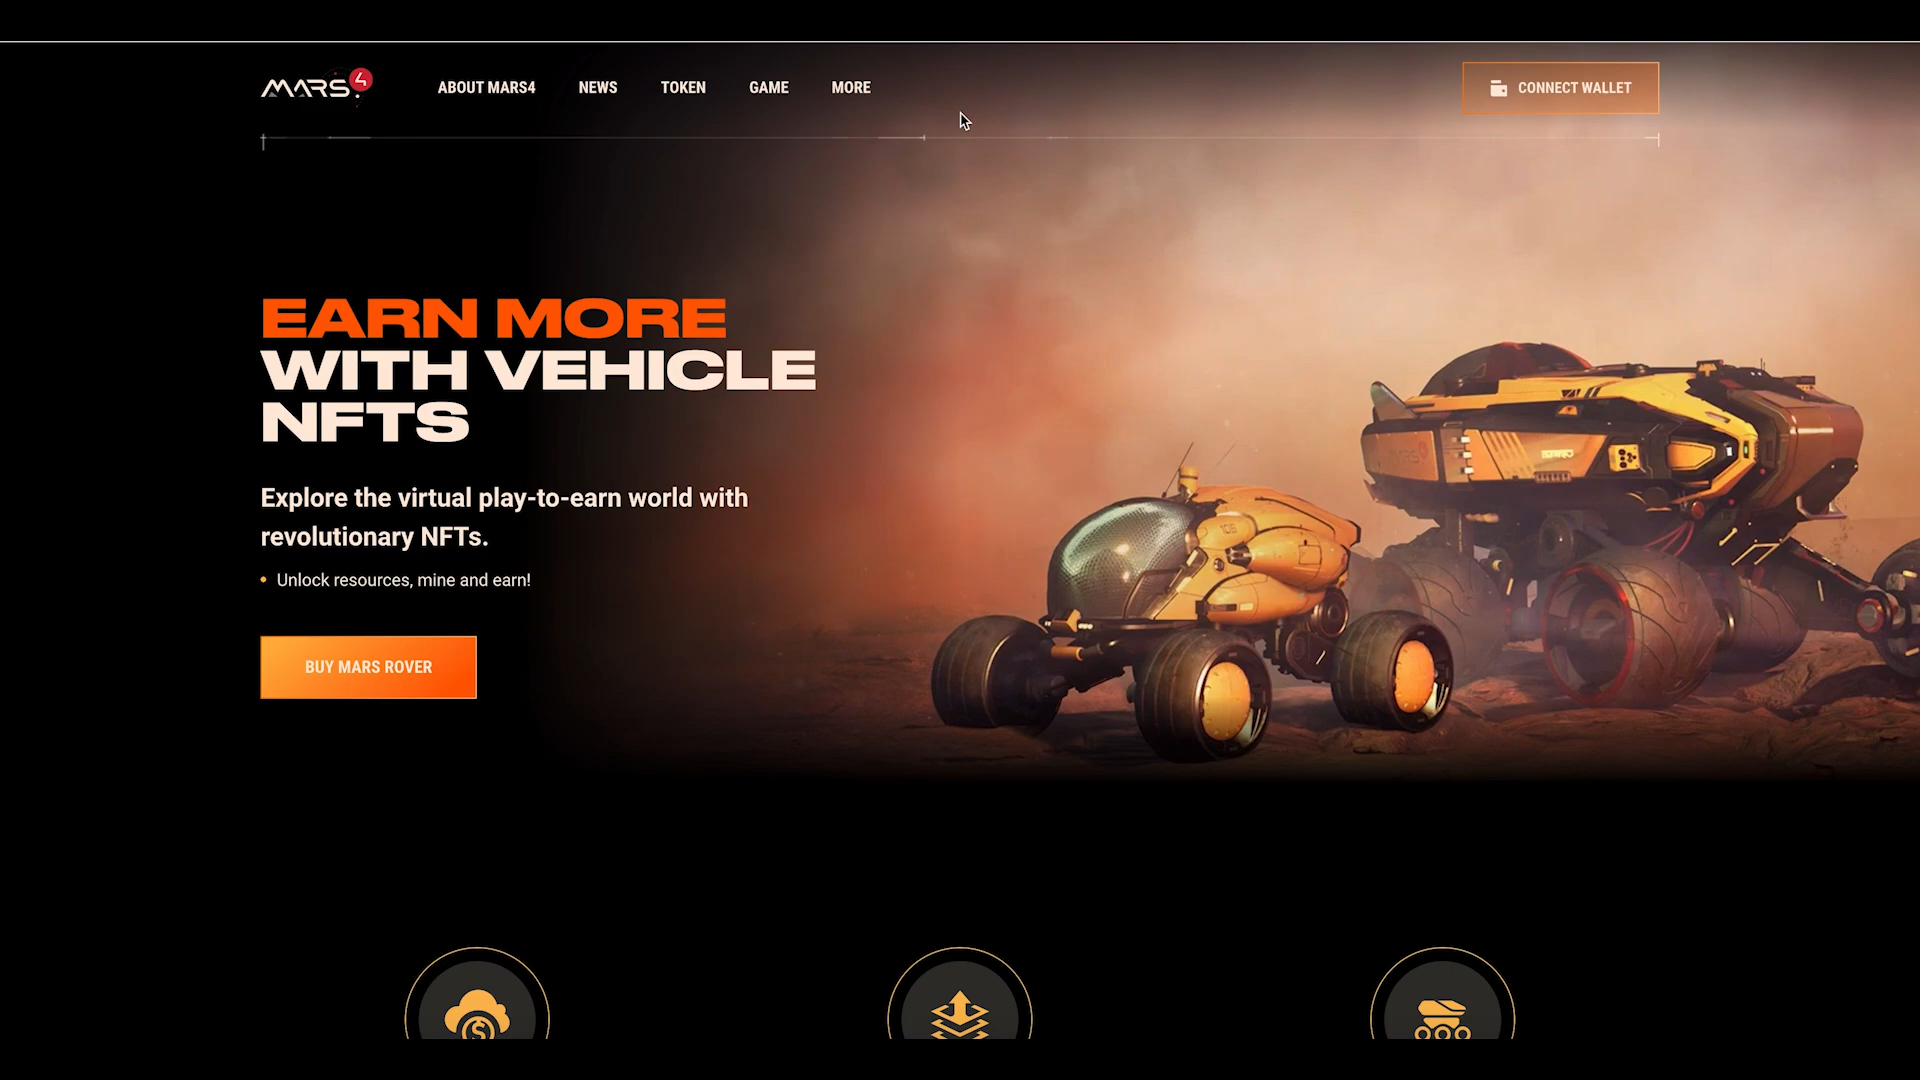 MARS4
ABOUT MARS4
NEWS
TOKEN
GAME
MORE
CONNECT WALLET
EARN MORE
WITH VEHICLE
NFTS
Explore the virtual play-to-earn world with
revolutionary NFTs.
Unlock resources, mine and earn!
BUY MARS ROVER